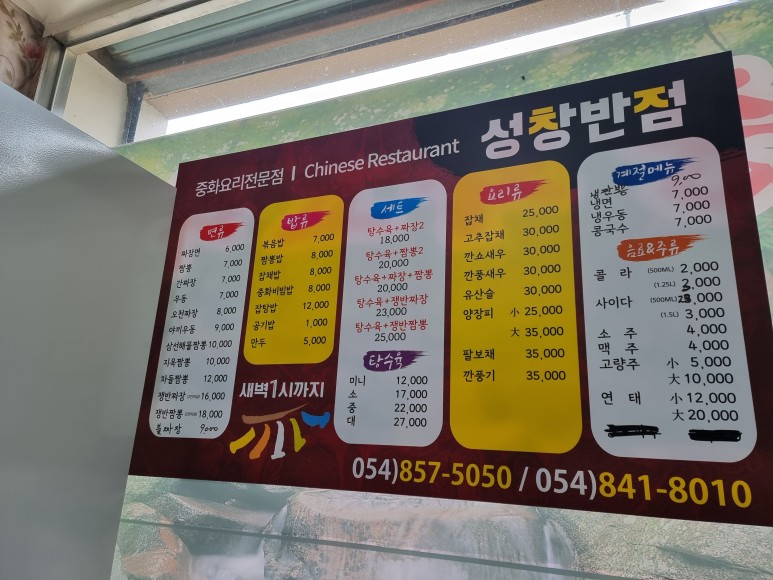 중화요리전문점 I Chinese Restaurant 성창반점
면류
짜장면 6,000
짬뽕 7,000
간짜장 7,000
우동 7,000
오천짜장 8,000
야끼우동 9,000
삼선해물짬뽕 10,000
지옥짬뽕 10,000
차돌짬뽕 12,000
쟁반짜장 16,000
쟁반짬뽕 18,000
물짜장 9,000
밥류
볶음밥 7,000
짬뽕밥 8,000
잡채밥 8,000
중화비빔밥 8,000
잡탕밥 12,000
공기밥 1,000
만두 5,000
새벽1시까지
세트
탕수육+짜장2
18,000
탕수육+짬뽕2
20,000
탕수육+짜장+짬뽕
20,000
탕수육+쟁반짜장
23,000
탕수육+쟁반짬뽕
25,000
탕수육
미니 12,000
소 17,000
중 22,000
대 27,000
요리류
잡채 25,000
고추잡채 30,000
깐쇼새우 30,000
깐풍새우 30,000
유산슬 30,000
양장피 小 25,000
大 35,000
팔보채 35,000
깐풍기 35,000
계절메뉴
9,000
냉면 7,000
냉우동 7,000
콩국수 7,000
음료&주류
콜라 (500ML) 2,000
(1.25L) 3,000
사이다 (500ML) 2,000
(1.5L) 3,000
소주 4,000
맥주 4,000
고량주 小 5,000
大 10,000
연태 小 12,000
大 20,000
054)857-5050 / 054)841-8010